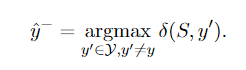 ŷ⁻ = argmax δ(S, y′).
y′∈𝒴,y′≠y